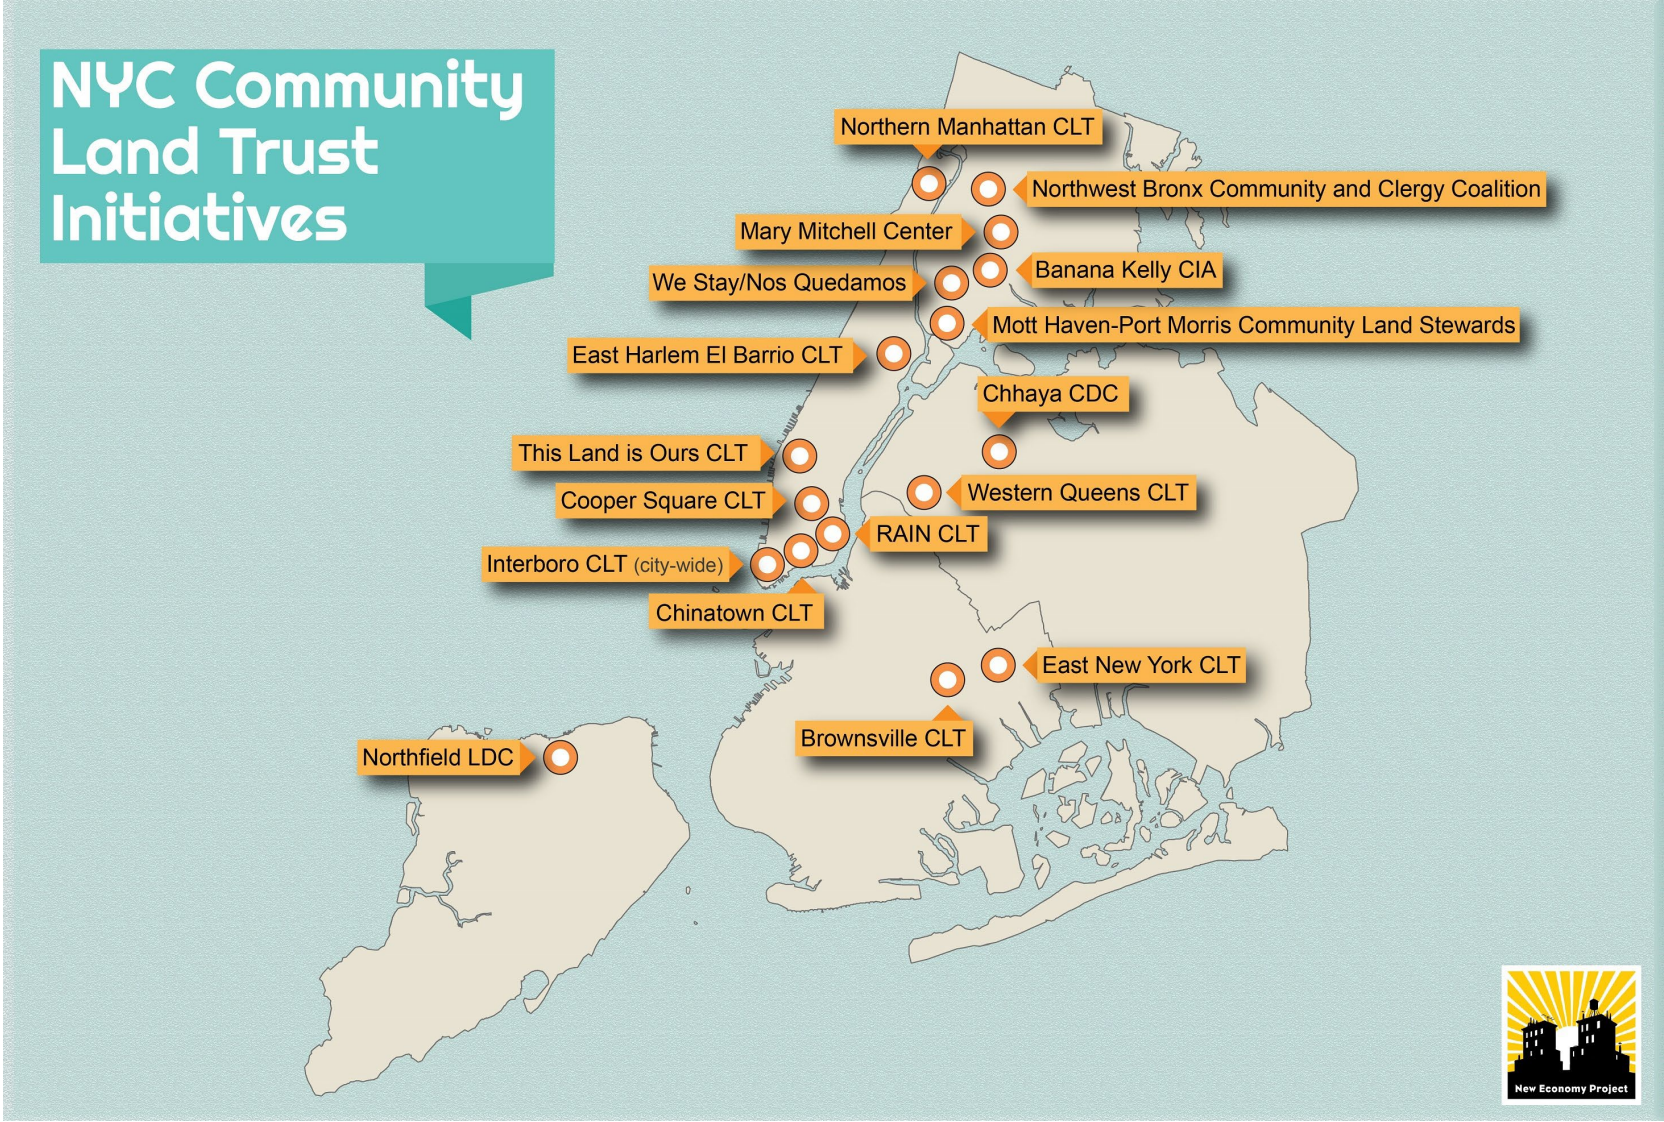 NYC Community
Land Trust
Initiatives
Northern Manhattan CLT
Northwest Bronx Community and Clergy Coalition
Mary Mitchell Center
Banana Kelly CIA
We Stay/Nos Quedamos
Mott Haven-Port Morris Community Land Stewards
East Harlem El Barrio CLT
Chhaya CDC
This Land is Ours CLT
Western Queens CLT
Cooper Square CLT
RAIN CLT
Interboro CLT (city-wide)
Chinatown CLT
East New York CLT
Brownsville CLT
Northfield LDC
New Economy Project